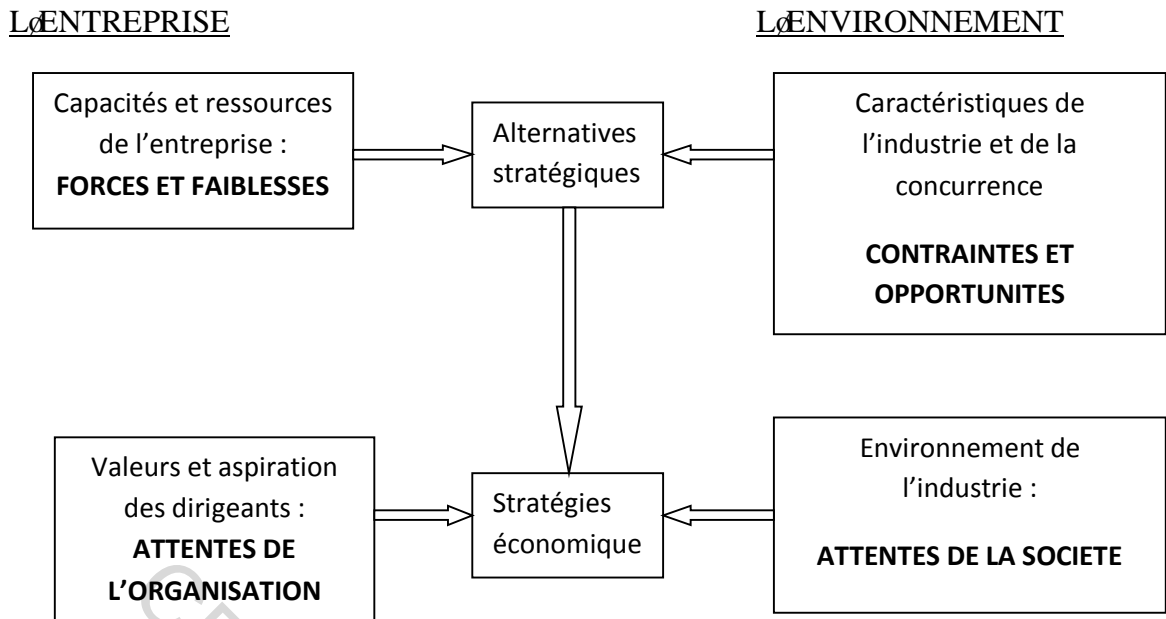 LøENTREPRISE
LøENVIRONNEMENT
Capacités et ressources
de l’entreprise :
FORCES ET FAIBLESSES
Alternatives
stratégiques
Caractéristiques de
l’industrie et de la
concurrence
CONTRAINTES ET
OPPORTUNITES
Valeurs et aspiration
des dirigeants :
ATTENTES DE
L’ORGANISATION
Stratégies
économique
Environnement de
l’industrie :
ATTENTES DE LA SOCIETE